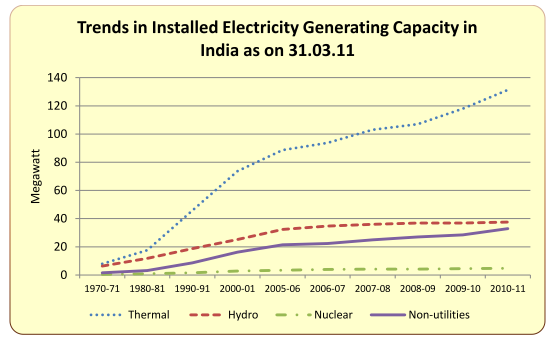 Trends in Installed Electricity Generating Capacity in
India as on 31.03.11
Megawatt
140
120
100
80
60
40
20
0
1970-71 1980-81 1990-91 2000-01 2005-06 2006-07 2007-08 2008-09 2009-10 2010-11
Thermal Hydro Nuclear Non-utilities